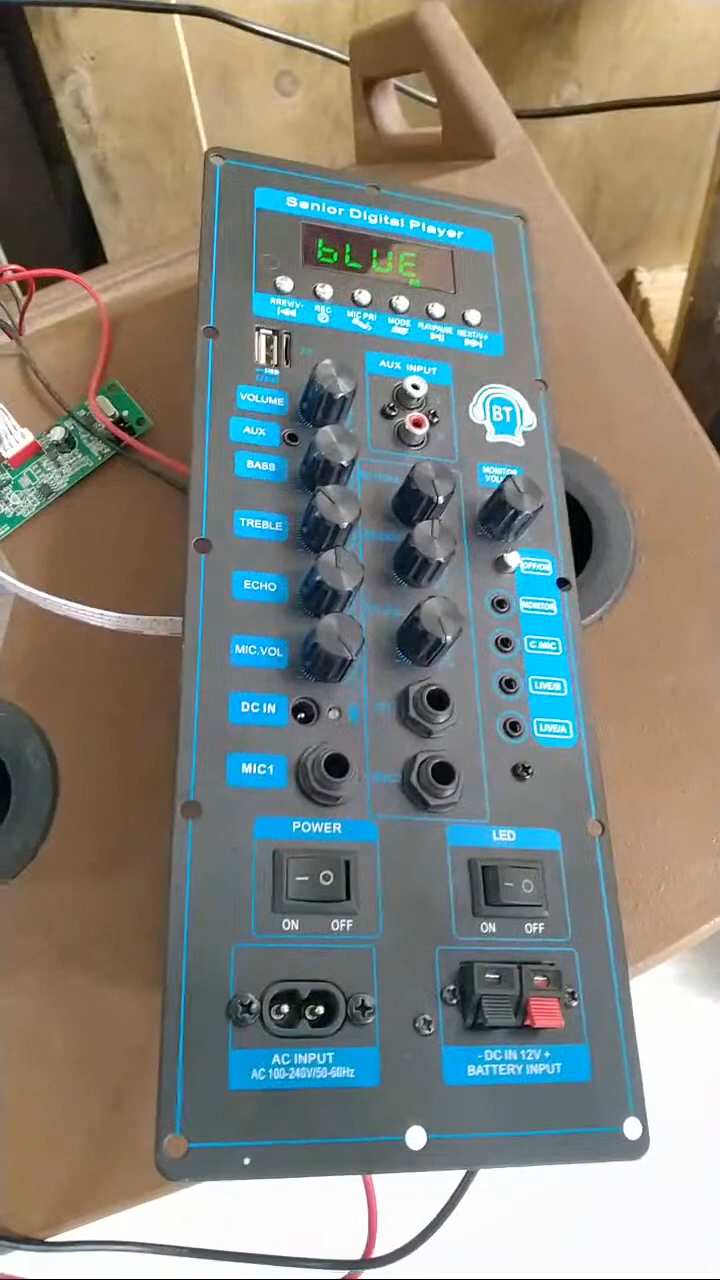 Senior Digital Player
bLUE
REC
MIC PRI
MODE
AUX INPUT
VOLUME
AUX
BT
BASS
MONITOR
VOL
TREBLE
OFF/ON
ECHO
MONITOR
C.MIC
MIC.VOL
LIVE/B
DC IN
LIVE/A
MIC1
POWER
LED
— O
— O
ON OFF
ON OFF
AC INPUT
AC 100-240V/50-60Hz
- DC IN 12V +
BATTERY INPUT